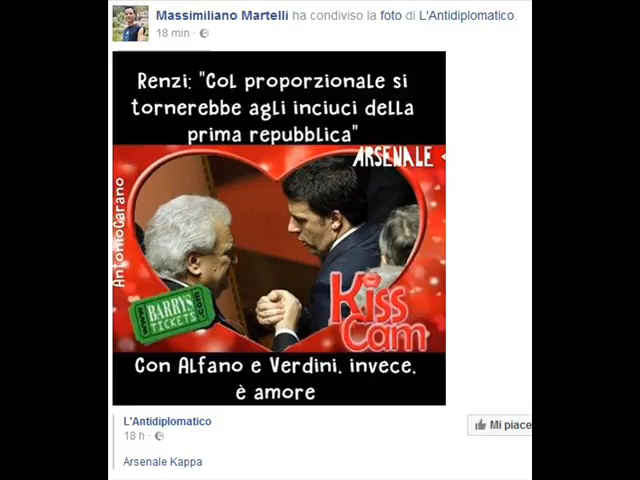 Massimiliano Martelli ha condiviso la foto di L'Antidiplomatico.
18 min ·
Renzi: "Col proporzionale si
tornerebbe agli inciuci della
prima repubblica"
ARSENALE
AntonioCarano
www.
BARRYS
TICKETS
.com
Kiss
Cam
Con Alfano e Verdini, invece,
è amore
L'Antidiplomatico
18 h ·
Mi piace
Arsenale Kappa